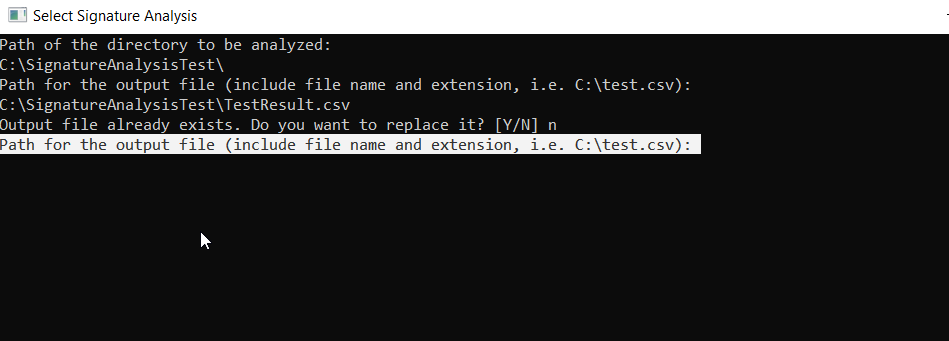 Select Signature Analysis
Path of the directory to be analyzed:
C:\SignatureAnalysisTest\
Path for the output file (include file name and extension, i.e. C:\test.csv):
C:\SignatureAnalysisTest\TestResult.csv
Output file already exists. Do you want to replace it? [Y/N] n
Path for the output file (include file name and extension, i.e. C:\test.csv):